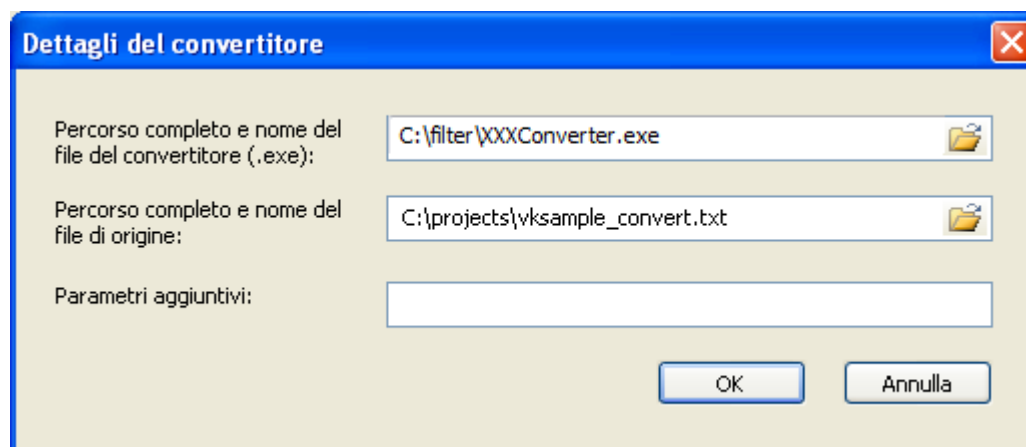 Dettagli del convertitore
Percorso completo e nome del
file del convertitore (.exe):
C:\filter\XXXConverter.exe
Percorso completo e nome del
file di origine:
C:\projects\vksample_convert.txt
Parametri aggiuntivi:
OK
Annulla